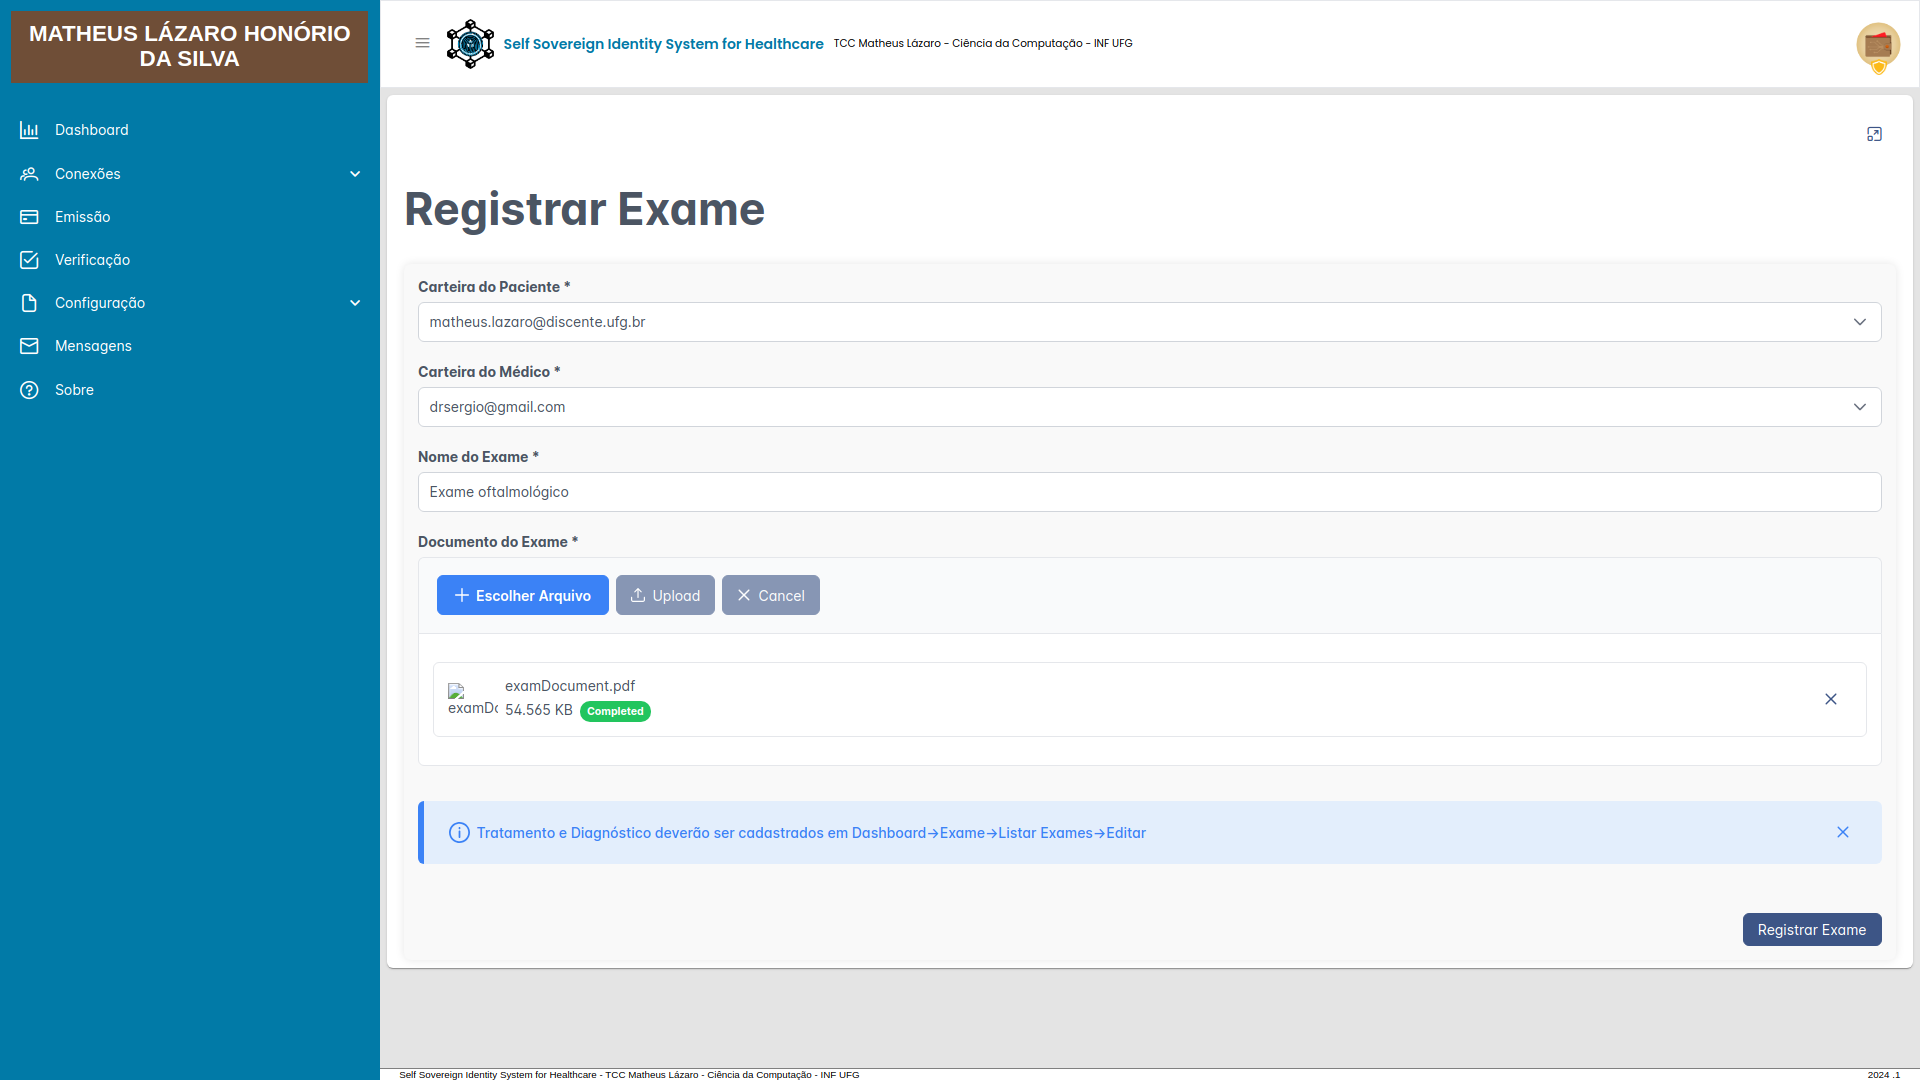 MATHEUS LÁZARO HONÓRIO
DA SILVA
Dashboard
Conexões
Emissão
Verificação
Configuração
Mensagens
Sobre
Self Sovereign Identity System for Healthcare TCC Matheus Lázaro - Ciência da Computação - INF UFG
Registrar Exame
Carteira do Paciente *
matheus.lazaro@discente.ufg.br
Carteira do Médico *
drsergio@gmail.com
Nome do Exame *
Exame oftalmológico
Documento do Exame *
Escolher Arquivo Upload Cancel
examDocument.pdf
examDo
54.565 KB Completed
Tratamento e Diagnóstico deverão ser cadastrados em Dashboard→Exame→Listar Exames→Editar
Registrar Exame
Self Sovereign Identity System for Healthcare - TCC Matheus Lázaro - Ciência da Computação - INF UFG 2024 .1